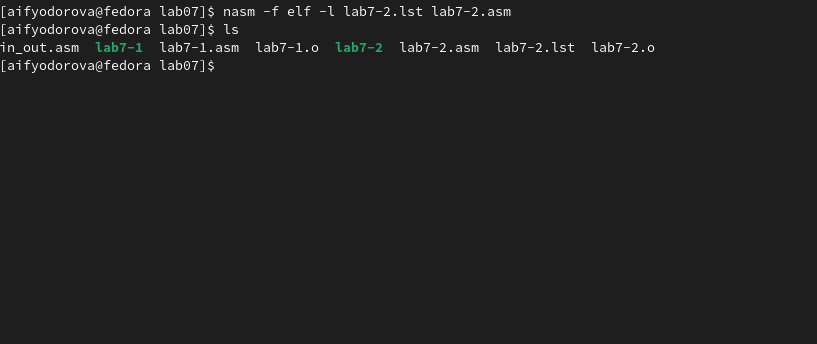 [aifyodorova@fedora lab07]$ nasm -f elf -l lab7-2.lst lab7-2.asm
[aifyodorova@fedora lab07]$ ls
in_out.asm  lab7-1  lab7-1.asm  lab7-1.o  lab7-2  lab7-2.asm  lab7-2.lst  lab7-2.o
[aifyodorova@fedora lab07]$